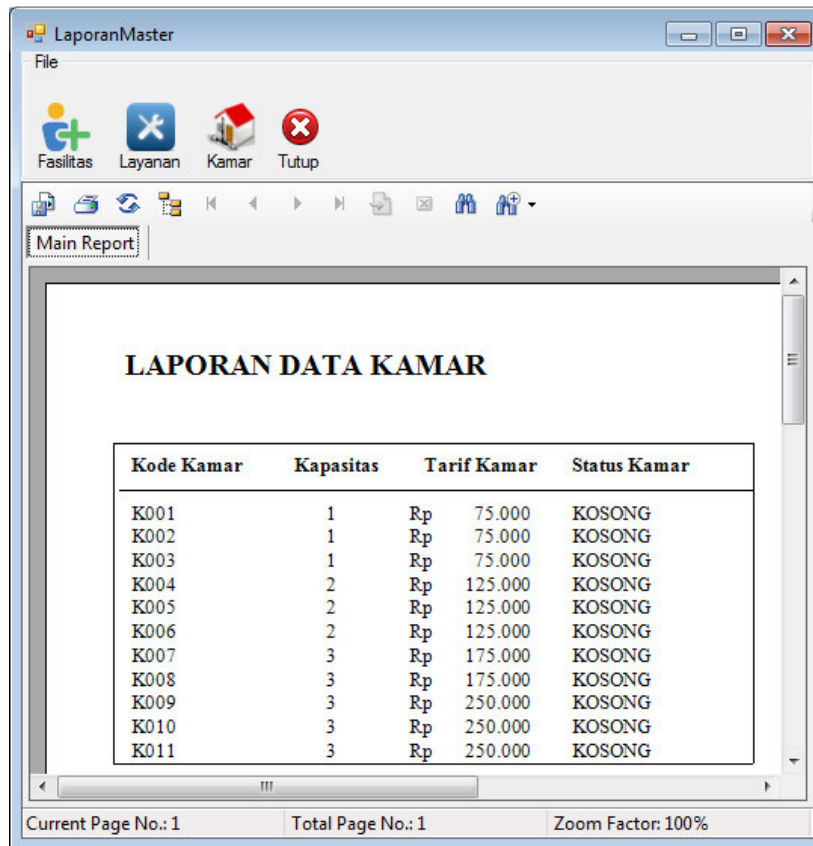 LaporanMaster
File
Fasilitas Layanan Kamar Tutup
Main Report
LAPORAN DATA KAMAR
Kode Kamar Kapasitas Tarif Kamar Status Kamar
K001 1 Rp 75.000 KOSONG
K002 1 Rp 75.000 KOSONG
K003 1 Rp 75.000 KOSONG
K004 2 Rp 125.000 KOSONG
K005 2 Rp 125.000 KOSONG
K006 2 Rp 125.000 KOSONG
K007 3 Rp 175.000 KOSONG
K008 3 Rp 175.000 KOSONG
K009 3 Rp 250.000 KOSONG
K010 3 Rp 250.000 KOSONG
K011 3 Rp 250.000 KOSONG
Current Page No.: 1 Total Page No.: 1 Zoom Factor: 100%